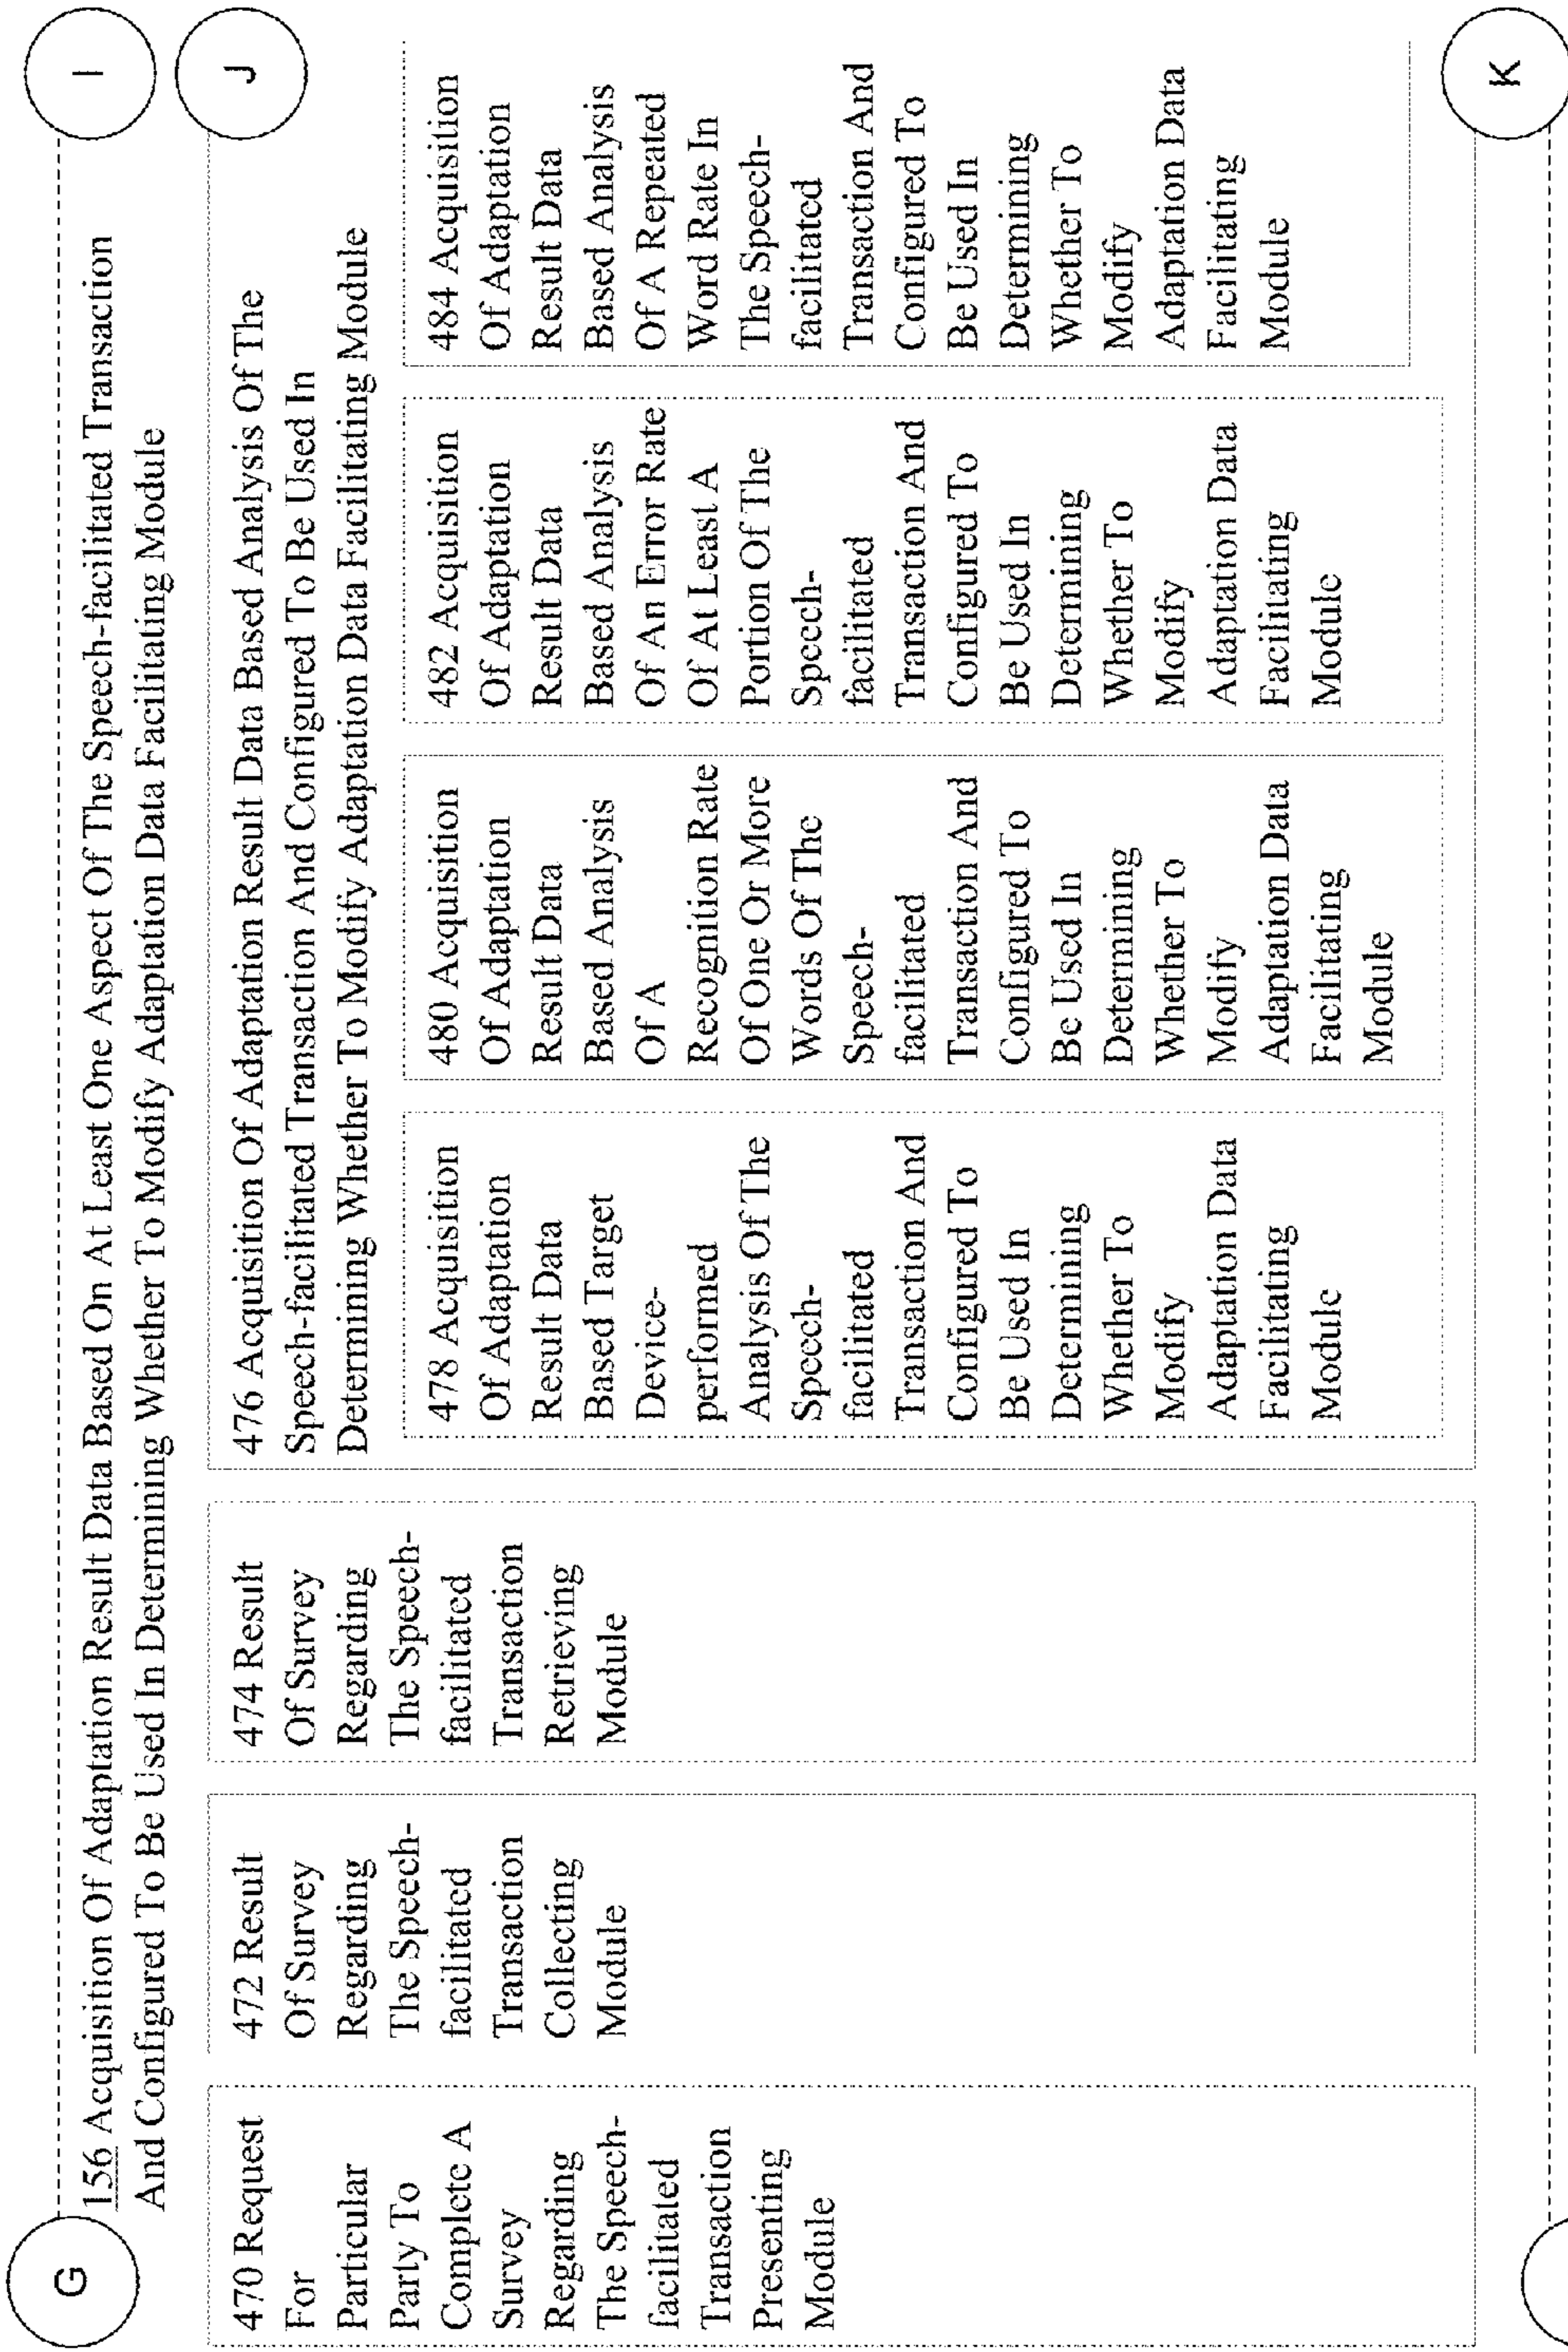 G
I
156 Acquisition Of Adaptation Result Data Based On At Least One Aspect Of The Speech-facilitated Transaction
And Configured To Be Used In Determining Whether To Modify Adaptation Data Facilitating Module
J
470 Request
For
Particular
Party To
Complete A
Survey
Regarding
The Speech-
facilitated
Transaction
Presenting
Module
472 Result
Of Survey
Regarding
The Speech-
facilitated
Transaction
Collecting
Module
474 Result
Of Survey
Regarding
The Speech-
facilitated
Transaction
Retrieving
Module
476 Acquisition Of Adaptation Result Data Based Analysis Of The
Speech-facilitated Transaction And Configured To Be Used In
Determining Whether To Modify Adaptation Data Facilitating Module
478 Acquisition
Of Adaptation
Result Data
Based Target
Device-
performed
Analysis Of The
Speech-
facilitated
Transaction And
Configured To
Be Used In
Determining
Whether To
Modify
Adaptation Data
Facilitating
Module
480 Acquisition
Of Adaptation
Result Data
Based Analysis
Of A
Recognition Rate
Of One Or More
Words Of The
Speech-
facilitated
Transaction And
Configured To
Be Used In
Determining
Whether To
Modify
Adaptation Data
Facilitating
Module
482 Acquisition
Of Adaptation
Result Data
Based Analysis
Of An Error Rate
Of At Least A
Portion Of The
Speech-
facilitated
Transaction And
Configured To
Be Used In
Determining
Whether To
Modify
Adaptation Data
Facilitating
Module
484 Acquisition
Of Adaptation
Result Data
Based Analysis
Of A Repeated
Word Rate In
The Speech-
facilitated
Transaction And
Configured To
Be Used In
Determining
Whether To
Modify
Adaptation Data
Facilitating
Module
K